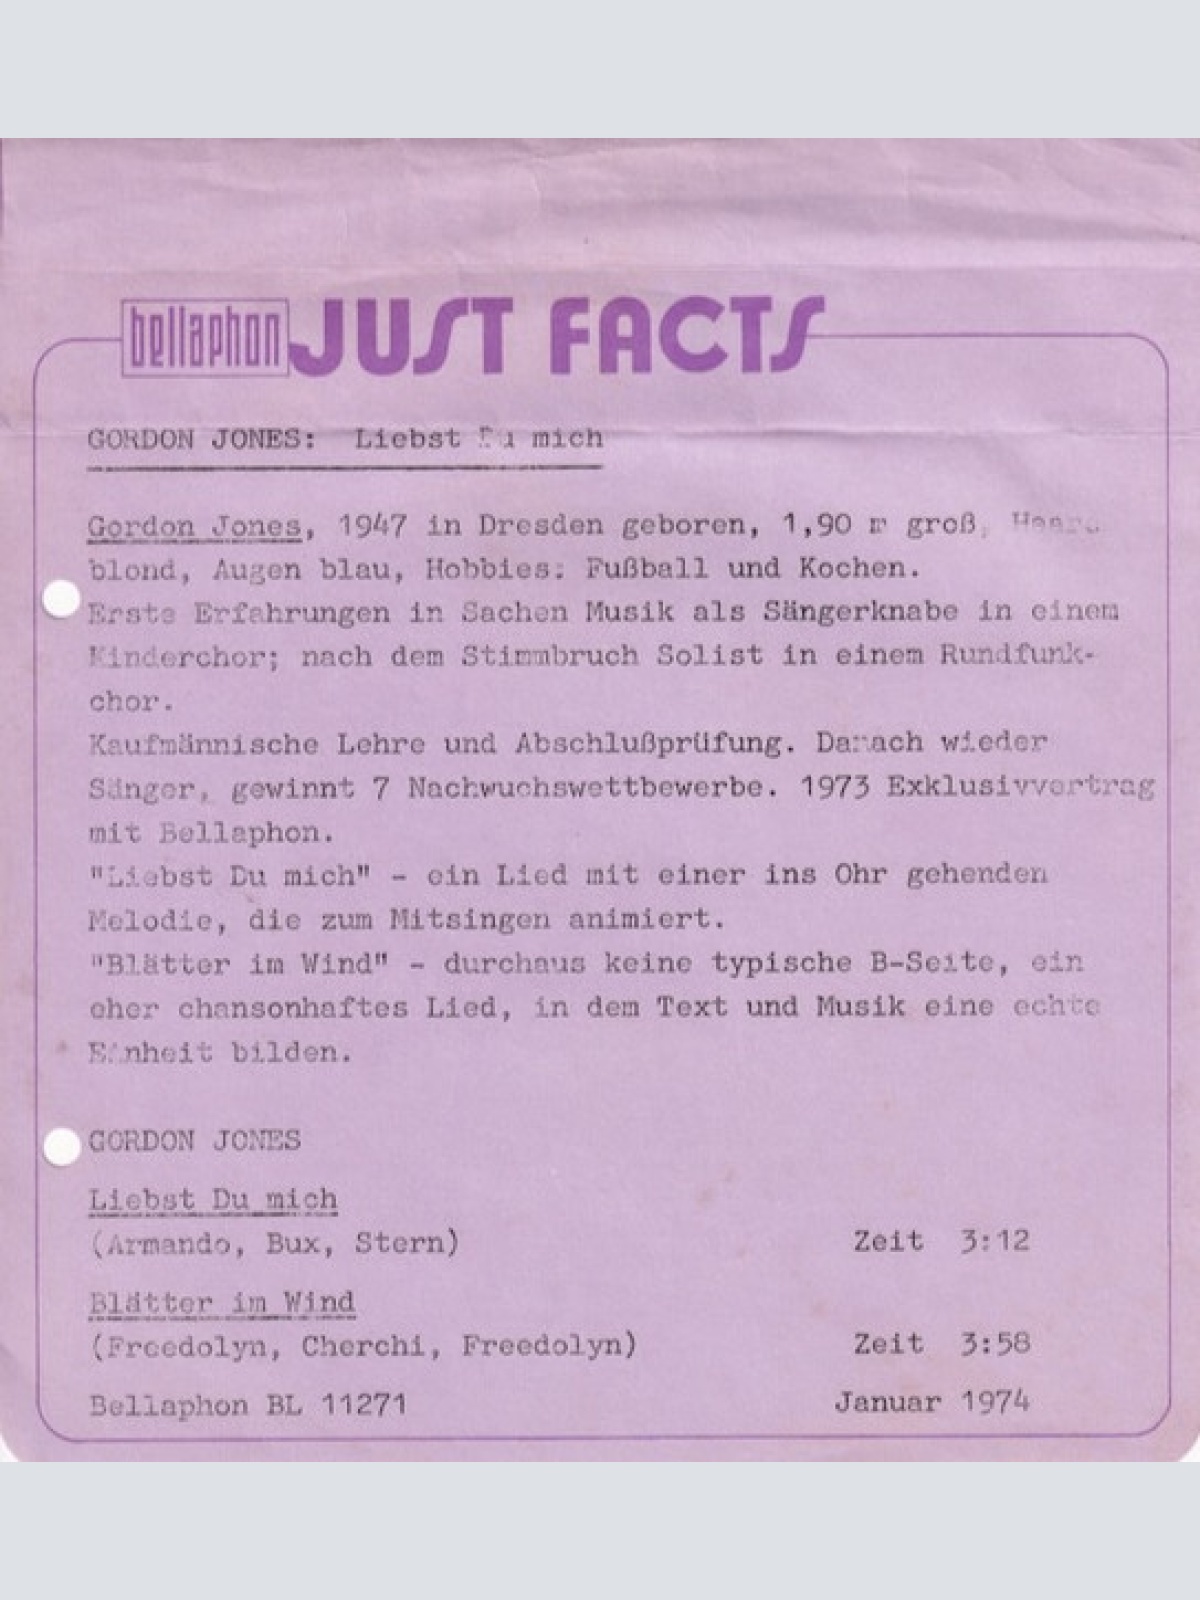 bellaphon JUST FACTS
GORDON JONES: Liebst Du mich
Gordon Jones, 1947 in Dresden geboren, 1,90 m groß, Haare
blond, Augen blau, Hobbies: Fußball und Kochen.
Erste Erfahrungen in Sachen Musik als Sängerknabe in einem
Kinderchor; nach dem Stimmbruch Solist in einem Rundfunk-
chor.
Kaufmännische Lehre und Abschlußprüfung. Danach wieder
Sänger, gewinnt 7 Nachwuchswettbewerbe. 1973 Exklusivvertrag
mit Bellaphon.
"Liebst Du mich" - ein Lied mit einer ins Ohr gehenden
Melodie, die zum Mitsingen animiert.
"Blätter im Wind" - durchaus keine typische B-Seite, ein
eher chansonhaftes Lied, in dem Text und Musik eine echte
Einheit bilden.
GORDON JONES
Liebst Du mich
(Armando, Bux, Stern) Zeit 3:12
Blätter im Wind
(Freedolyn, Cherchi, Freedolyn) Zeit 3:58
Bellaphon BL 11271 Januar 1974